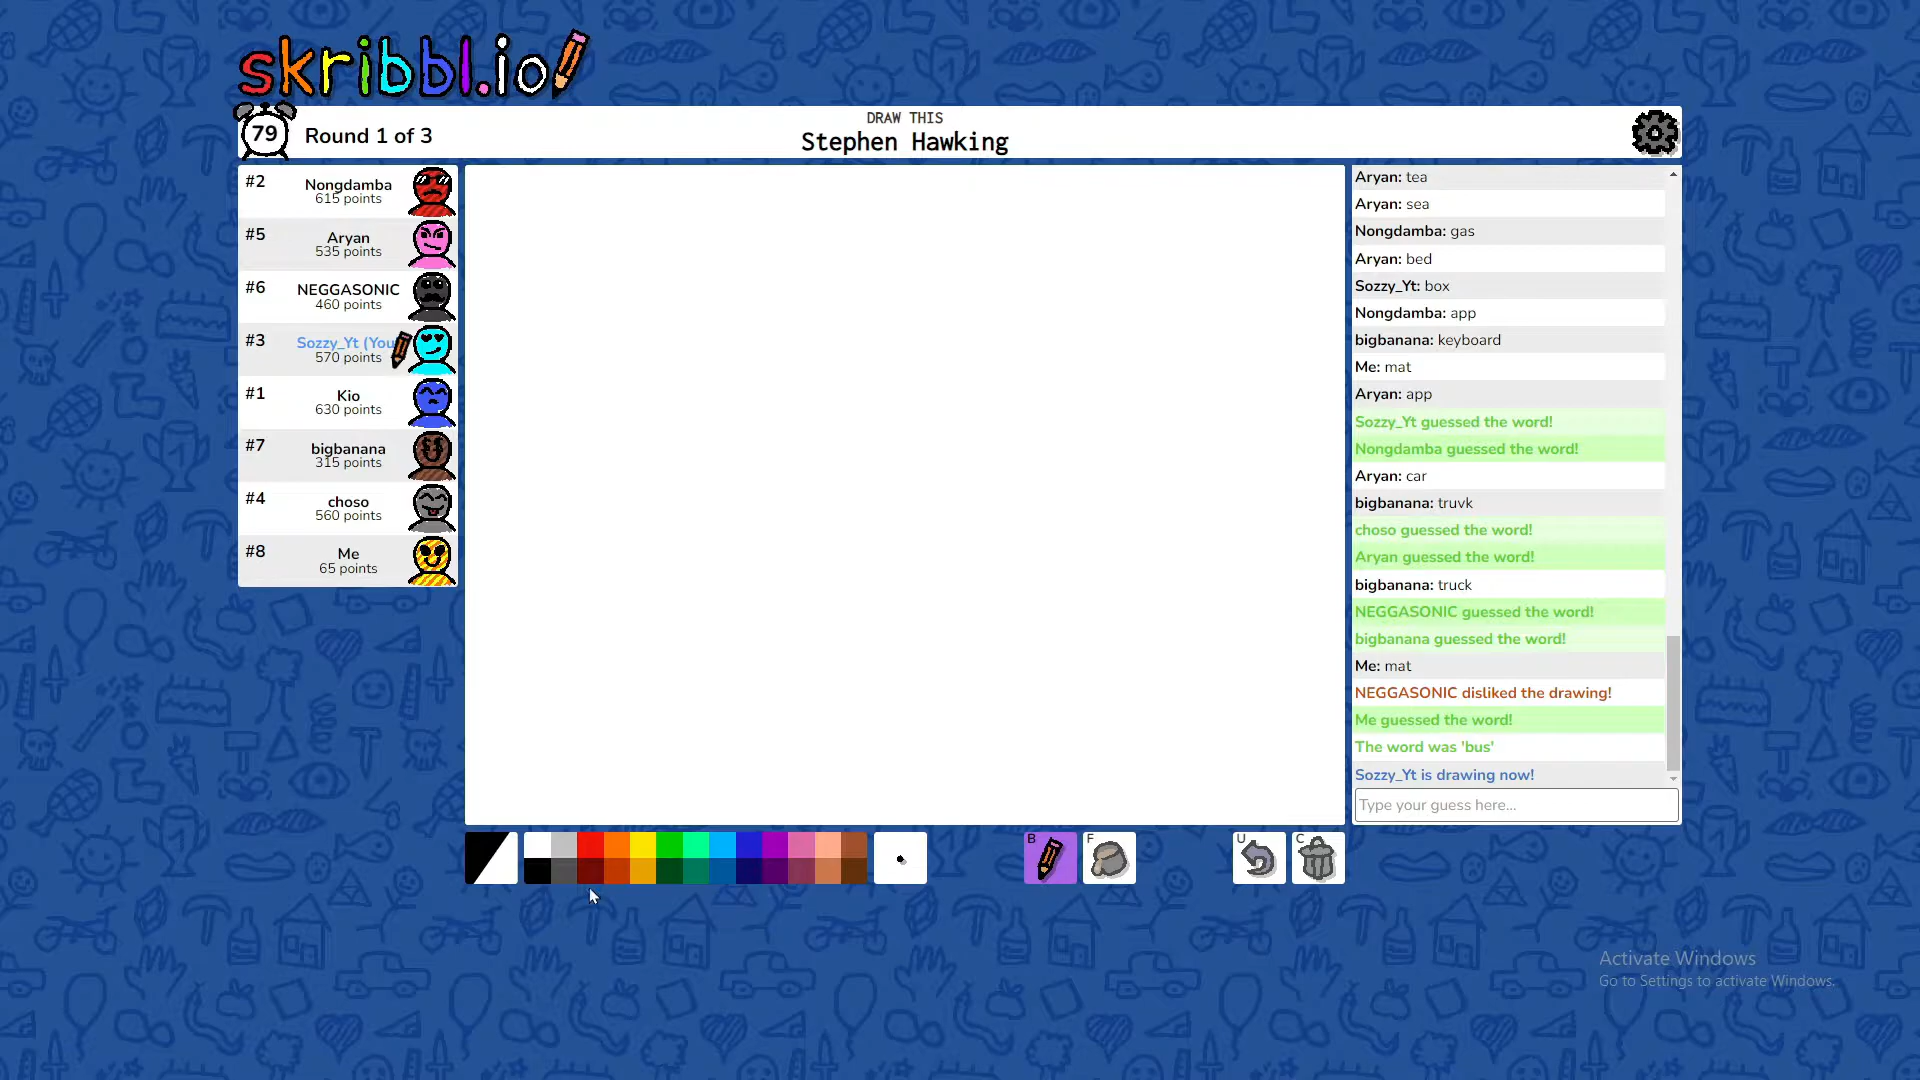 skribbl.io
79
Round 1 of 3
DRAW THIS
Stephen Hawking
#2
Nongdamba
615 points
#5
Aryan
535 points
#6
NEGGASONIC
460 points
#3
Sozzy_Yt (You
570 points
#1
Kio
630 points
#7
bigbanana
315 points
#4
choso
560 points
#8
Me
65 points
Aryan: tea
Aryan: sea
Nongdamba: gas
Aryan: bed
Sozzy_Yt: box
Nongdamba: app
bigbanana: keyboard
Me: mat
Aryan: app
Sozzy_Yt guessed the word!
Nongdamba guessed the word!
Aryan: car
bigbanana: truvk
choso guessed the word!
Aryan guessed the word!
bigbanana: truck
NEGGASONIC guessed the word!
bigbanana guessed the word!
Me: mat
NEGGASONIC disliked the drawing!
Me guessed the word!
The word was 'bus'
Sozzy_Yt is drawing now!
Type your guess here...
B
F
U
C
Activate Windows
Go to Settings to activate Windows.